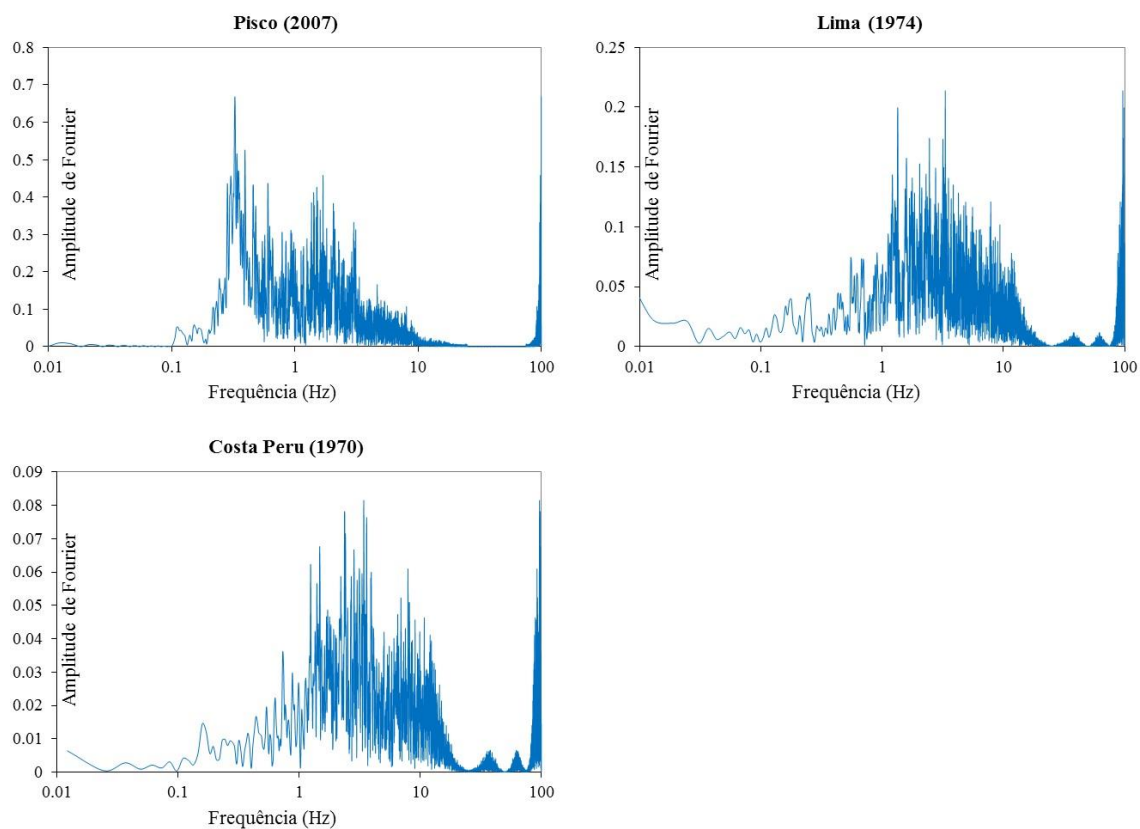 Pisco (2007)
0.8
0.7
0.6
0.5
0.4
0.3
0.2
0.1
0
Amplitude de Fourier
0.01 0.1 1 10 100
Frequência (Hz)
Lima (1974)
0.25
0.2
0.15
0.1
0.05
0
Amplitude de Fourier
0.01 0.1 1 10 100
Frequência (Hz)
Costa Peru (1970)
0.09
0.08
0.07
0.06
0.05
0.04
0.03
0.02
0.01
0
Amplitude de Fourier
0.01 0.1 1 10 100
Frequência (Hz)